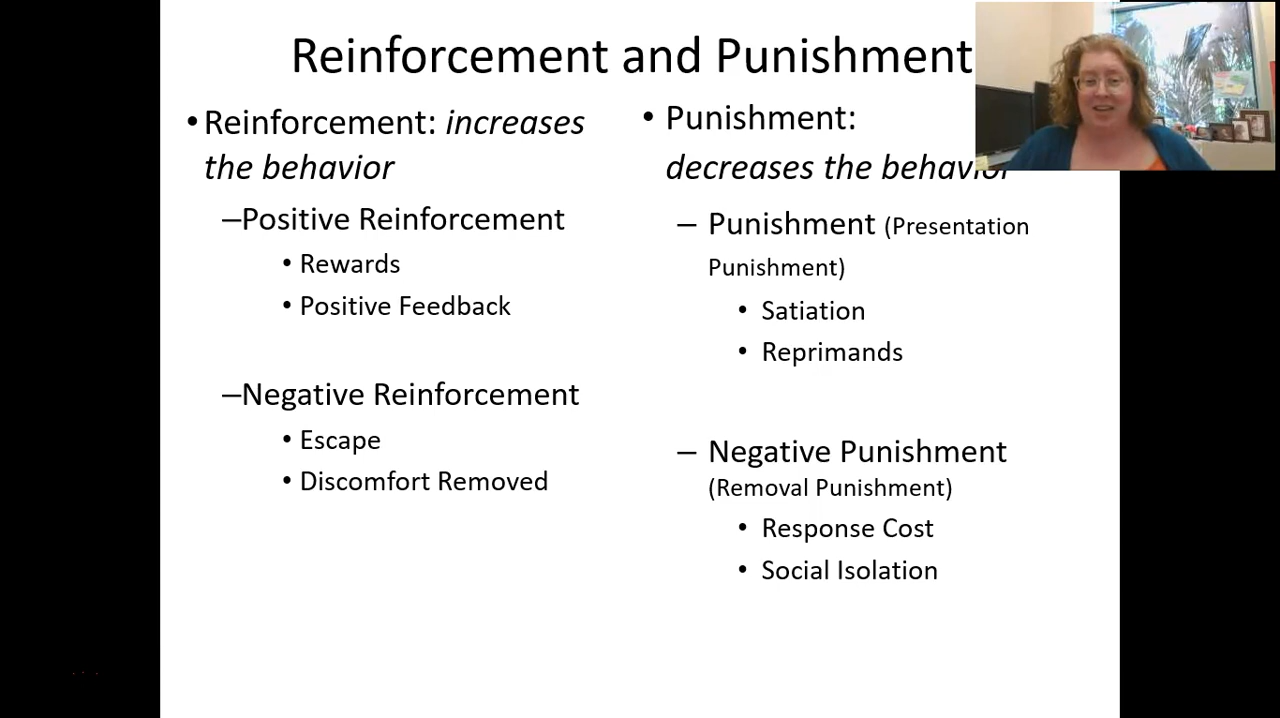 Reinforcement and Punishment
• Reinforcement: increases
the behavior
–Positive Reinforcement
• Rewards
• Positive Feedback
–Negative Reinforcement
• Escape
• Discomfort Removed
• Punishment:
decreases the behavior
– Punishment (Presentation
Punishment)
• Satiation
• Reprimands
– Negative Punishment
(Removal Punishment)
• Response Cost
• Social Isolation